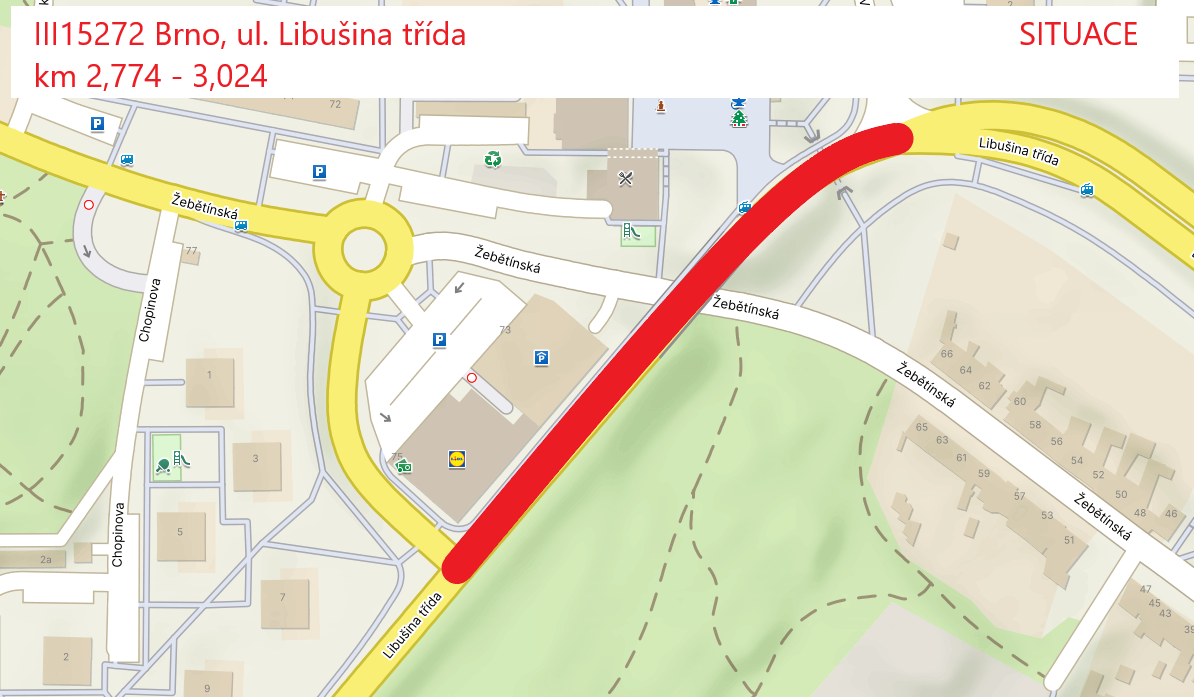 III15272 Brno, ul. Libušina třída
SITUACE
km 2,774 - 3,024
72
P
P
Libušina třída
Žebětínská
77
Žebětínská
Žebětínská
Chopinova
73
P
P
66
64
62
Žebětínská
1
60
58
56
54
52
50
48
46
65
63
61
59
57
53
51
Žebětínská
75
3
5
Chopinova
2a
7
Libušina třída
47
45
43
39
2
9